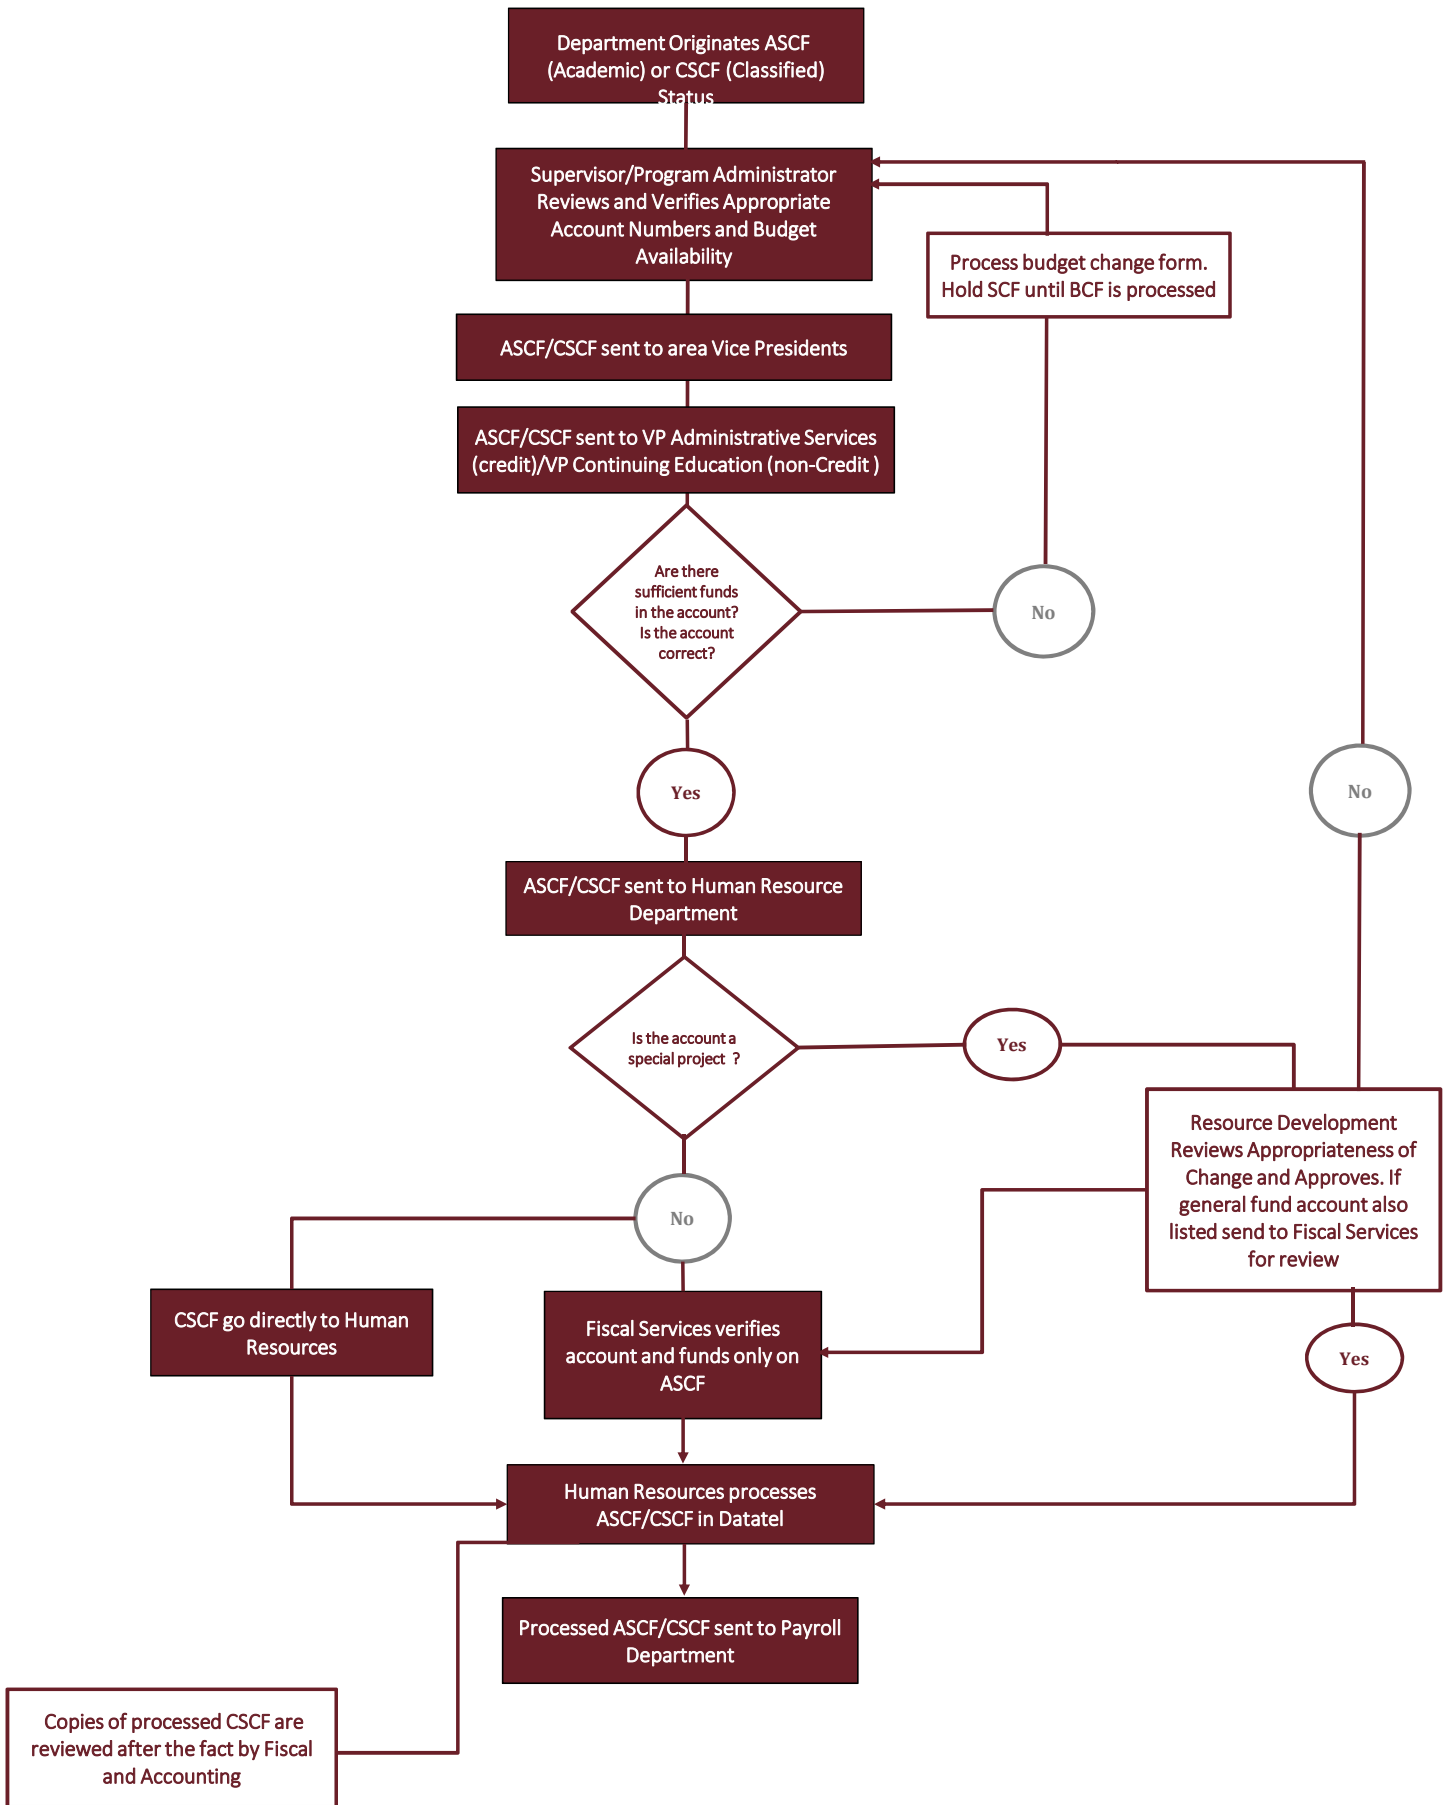 Department Originates ASCF
(Academic) or CSCF (Classified)
Status
Supervisor/Program Administrator
Reviews and Verifies Appropriate
Account Numbers and Budget
Availability
Process budget change form.
Hold SCF until BCF is processed
ASCF/CSCF sent to area Vice Presidents
ASCF/CSCF sent to VP Administrative Services
(credit)/VP Continuing Education (non-Credit )
Are there
sufficient funds
in the account?
Is the account
correct?
No
Yes
No
ASCF/CSCF sent to Human Resource
Department
Is the account a
special project  ?
Yes
Resource Development
Reviews Appropriateness of
Change and Approves. If
general fund account also
listed send to Fiscal Services
for review
No
CSCF go directly to Human
Resources
Fiscal Services verifies
account and funds only on
ASCF
Yes
Human Resources processes
ASCF/CSCF in Datatel
Processed ASCF/CSCF sent to Payroll
Department
Copies of processed CSCF are
reviewed after the fact by Fiscal
and Accounting